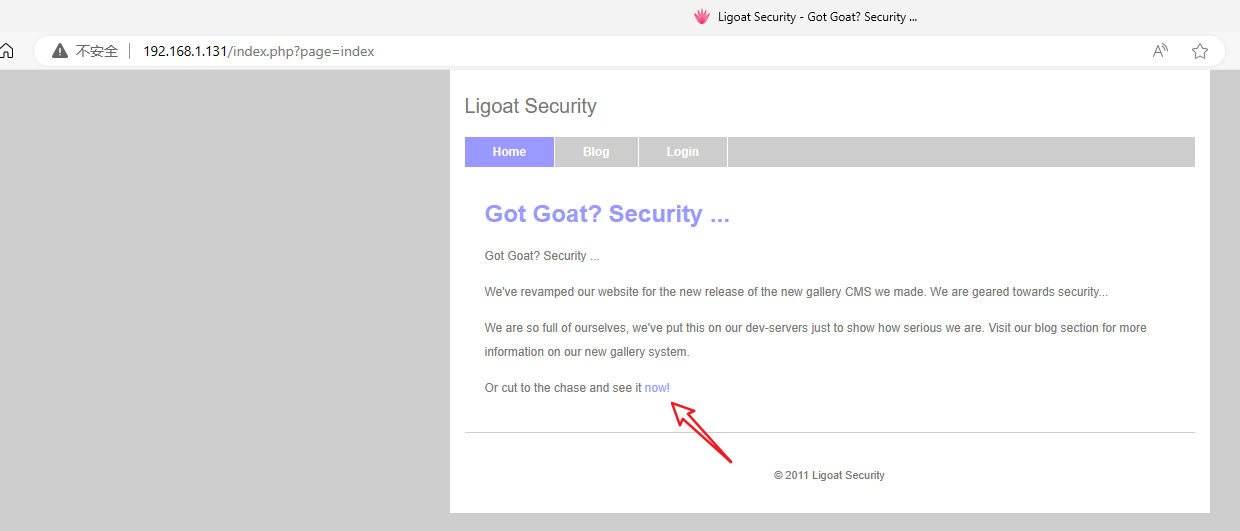 Ligoat Security - Got Goat? Security ...
不安全 | 192.168.1.131/index.php?page=index
Ligoat Security
Home Blog Login
Got Goat? Security ...
Got Goat? Security ...
We've revamped our website for the new release of the new gallery CMS we made. We are geared towards security...
We are so full of ourselves, we've put this on our dev-servers just to show how serious we are. Visit our blog section for more
information on our new gallery system.
Or cut to the chase and see it now!
© 2011 Ligoat Security